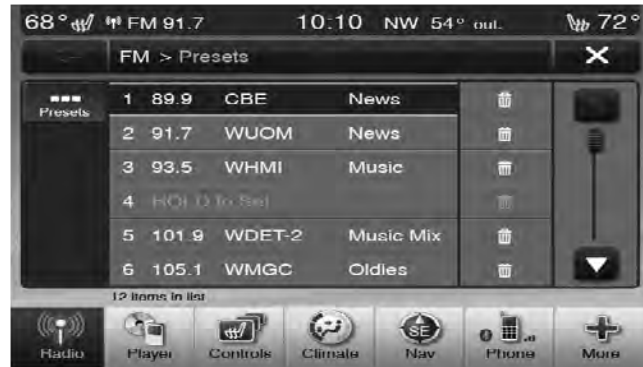 68° FM 91.7 10:10 NW 54° out. 72°
FM > Presets X
Presets
1 89.9 CBE News
2 91.7 WUOM News
3 93.5 WHMI Music
4 HOLD to Set
5 101.9 WDET-2 Music Mix
6 105.1 WMGC Oldies
12 items in list
SE
Radio Player Controls Climate Nav Phone More